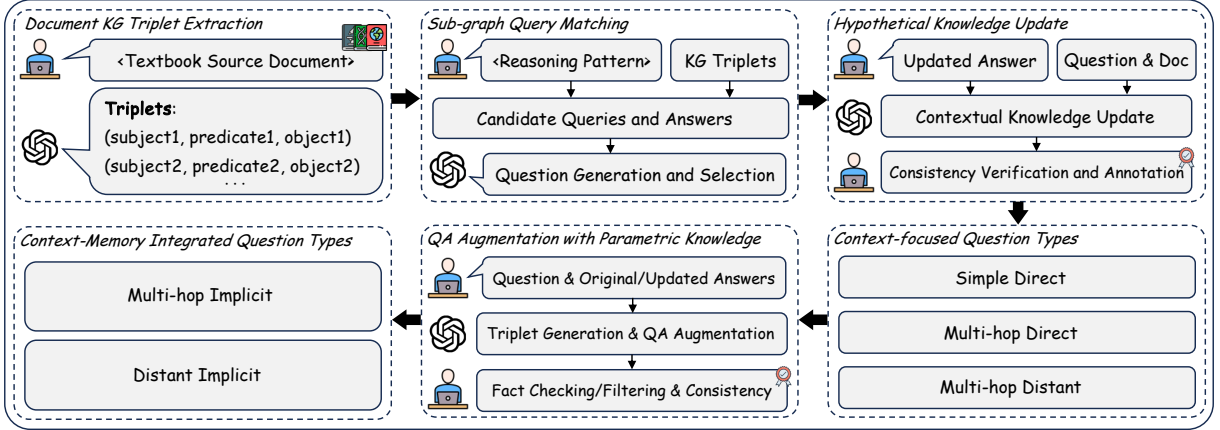 Document KG Triplet Extraction
<Textbook Source Document>
Triplets:
(subject1, predicate1, object1)
(subject2, predicate2, object2)
...
Sub-graph Query Matching
<Reasoning Pattern>
KG Triplets
Candidate Queries and Answers
Question Generation and Selection
Hypothetical Knowledge Update
Updated Answer
Question & Doc
Contextual Knowledge Update
Consistency Verification and Annotation
Context-Memory Integrated Question Types
Multi-hop Implicit
Distant Implicit
QA Augmentation with Parametric Knowledge
Question & Original/Updated Answers
Triplet Generation & QA Augmentation
Fact Checking/Filtering & Consistency
Context-focused Question Types
Simple Direct
Multi-hop Direct
Multi-hop Distant